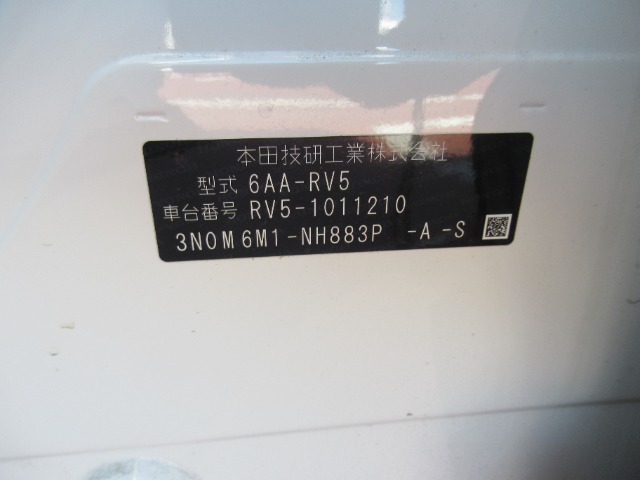 本田技研工業株式会社
型式 6AA-RV5
車台番号 RV5-1011210
3N0M6M1-NH883P -A-S